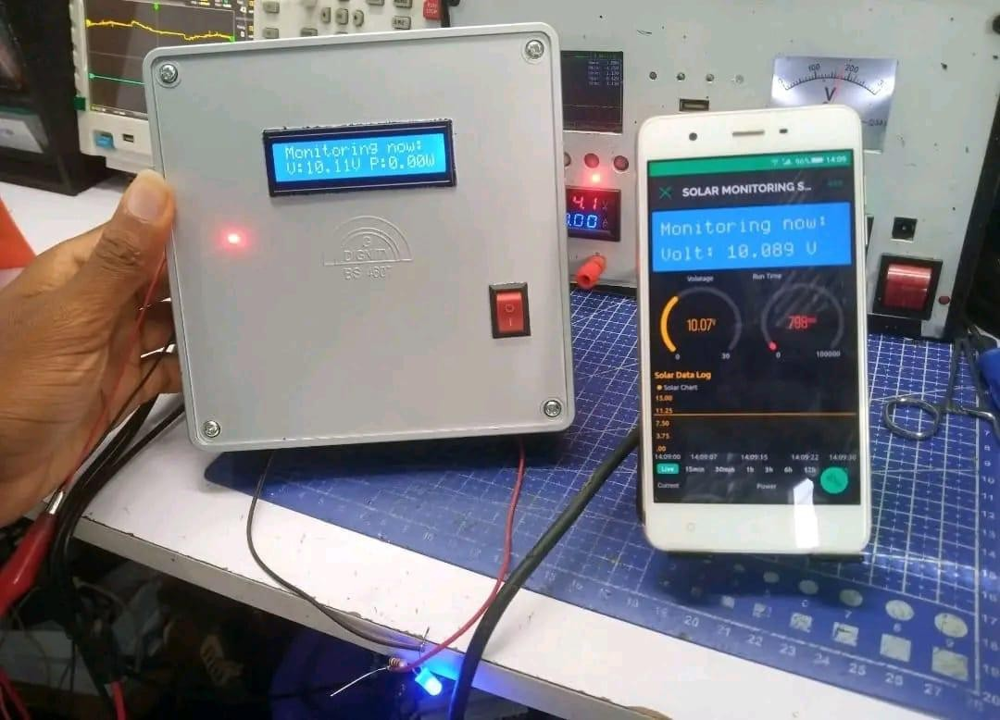 Monitoring now:
V:10.11V P:0.00W
G
DIGNITY
BS 4607
O
I
100 200
V
4.1
0.00
96% 14:09
SOLAR MONITORING S...
Monitoring now:
Volt: 10.089 V
Volatage
Run Time
10.07V
788
0 30
0 100000
Solar Data Log
Solar Chart
15.00
11.25
7.50
3.75
.00
14:09:00 14:09:07 14:09:15 14:09:22 14:09:30
Live 15min 30min 1h 3h 6h 12h
Current Power